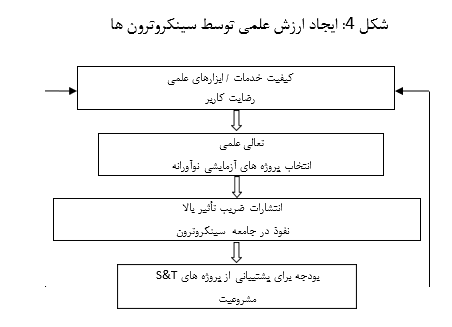 شکل 4: ایجاد ارزش علمی توسط سینکروترون ها
کیفیت خدمات / ابزارهای علمی
رضایت کاربر
تعالی علمی
انتخاب پروژه های آزمایشی نوآورانه
انتشارات ضریب تأثیر بالا
نفوذ در جامعه سینکروترون
بودجه برای پشتیبانی از پروژه های S&T
مشروعیت